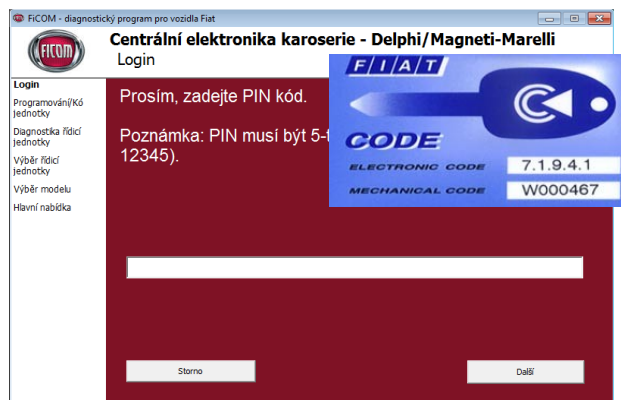 FiCOM - diagnostický program pro vozidla Fiat
FICOM
Centrální elektronika karoserie - Delphi/Magneti-Marelli
Login
Login
Programování/Kó
jednotky
Diagnostika řídicí
jednotky
Výběr řídicí
jednotky
Výběr modelu
Hlavní nabídka
Prosím, zadejte PIN kód.
Poznámka: PIN musí být 5-
12345).
FIAT
CODE
ELECTRONIC CODE 7.1.9.4.1
MECHANICAL CODE W000467
Storno
Další